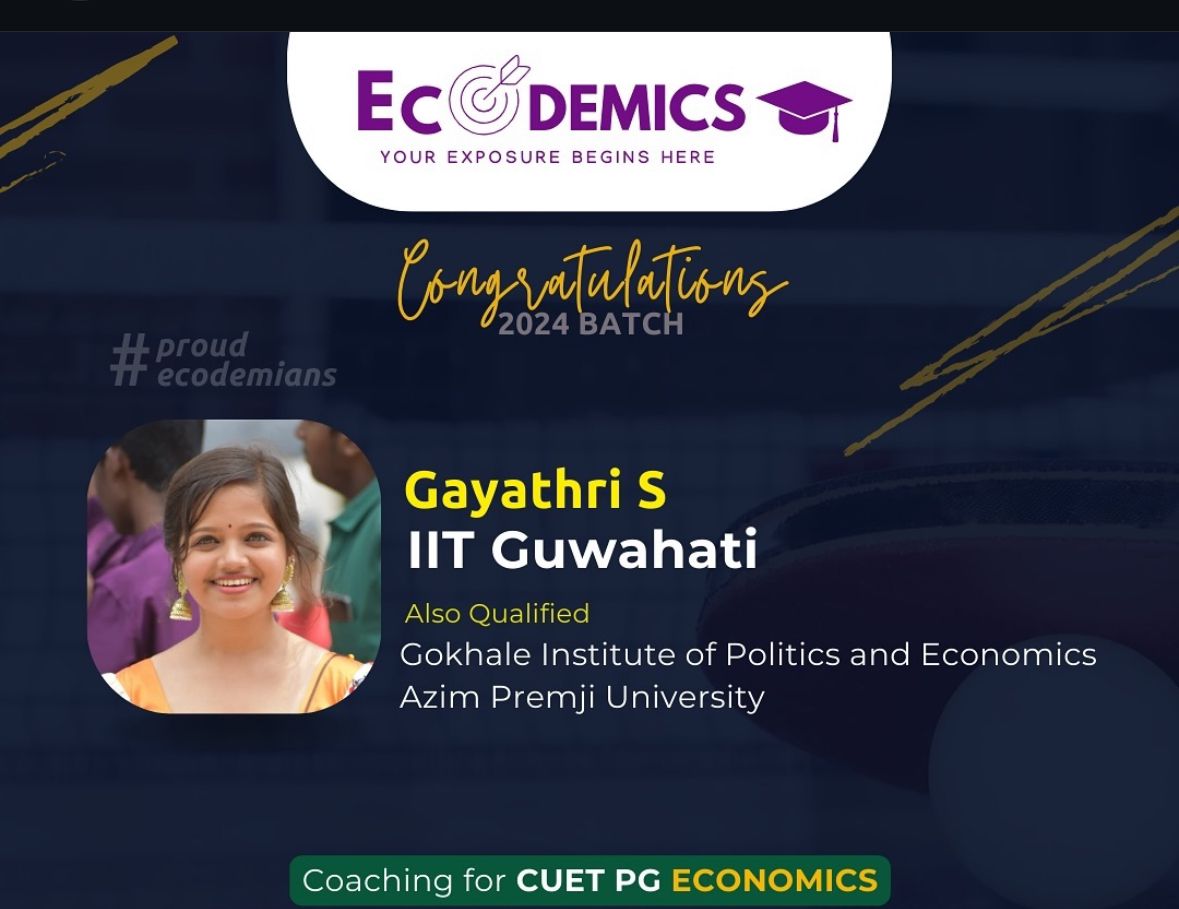 ECODEMICS
YOUR EXPOSURE BEGINS HERE
Congratulations
2024 BATCH
#proud
ecodemians
Gayathri S
IIT Guwahati
Also Qualified
Gokhale Institute of Politics and Economics
Azim Premji University
Coaching for CUET PG ECONOMICS